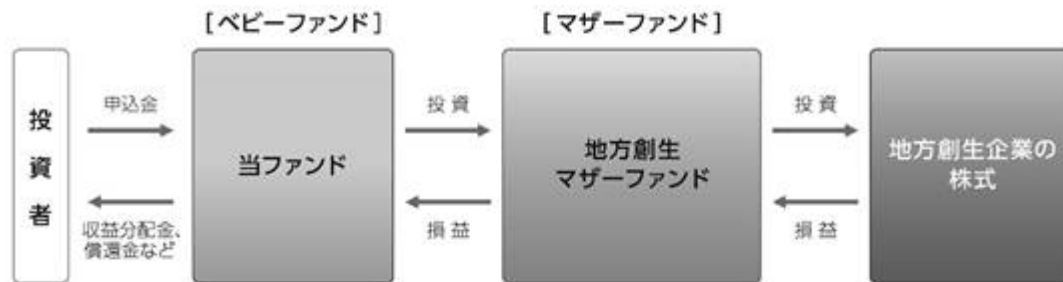 [ベビーファンド]
[マザーファンド]
投資者
申込金
収益分配金、
償還金など
当ファンド
投資
損益
地方創生
マザーファンド
投資
損益
地方創生企業の
株式